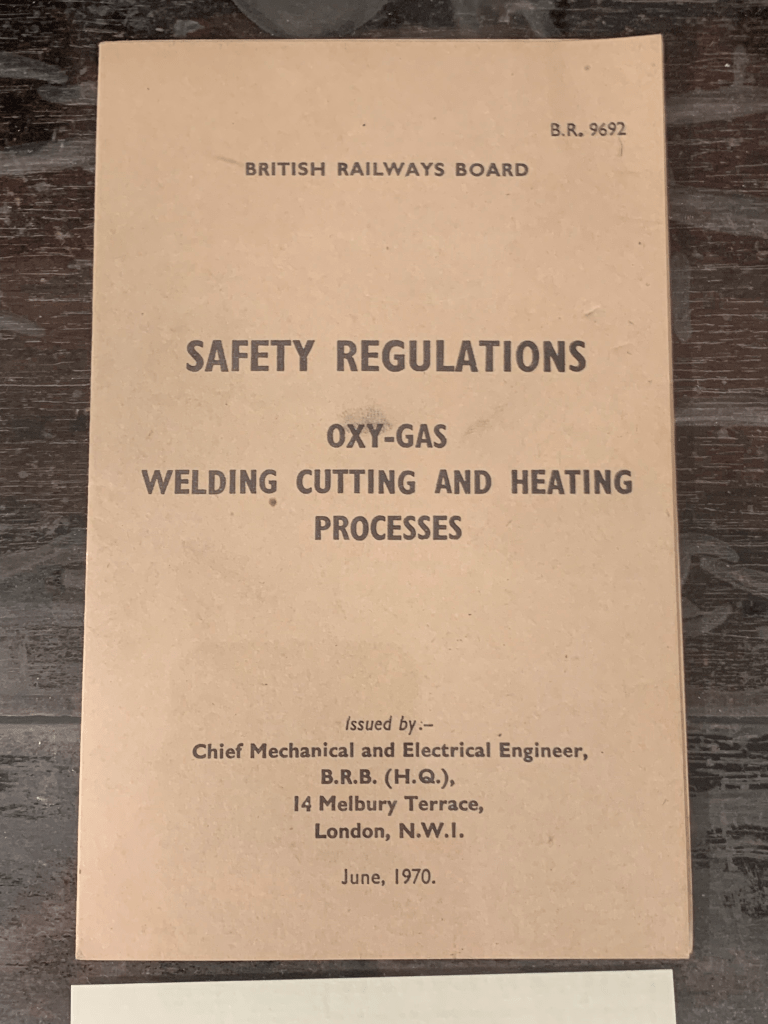 B.R. 9692
BRITISH RAILWAYS BOARD
SAFETY REGULATIONS
OXY-GAS
WELDING CUTTING AND HEATING
PROCESSES
Issued by:–
Chief Mechanical and Electrical Engineer,
B.R.B. (H.Q.),
14 Melbury Terrace,
London, N.W.1.
June, 1970.